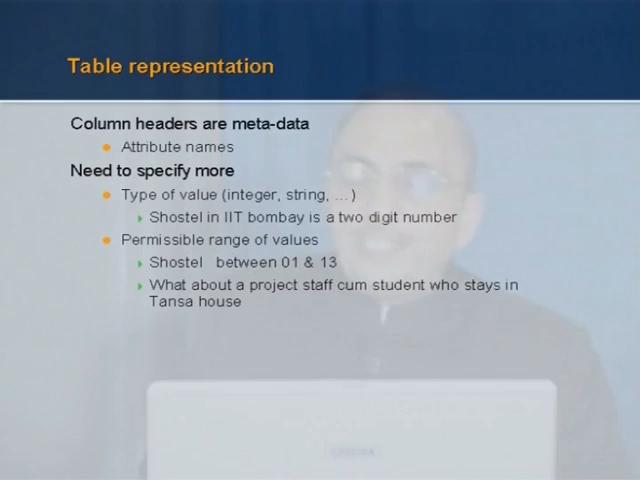 Table representation
Column headers are meta-data
Attribute names
Need to specify more
Type of value (integer, string, ...)
Shostel in IIT bombay is a two digit number
Permissible range of values
Shostel between 01 & 13
What about a project staff cum student who stays in
Tansa house